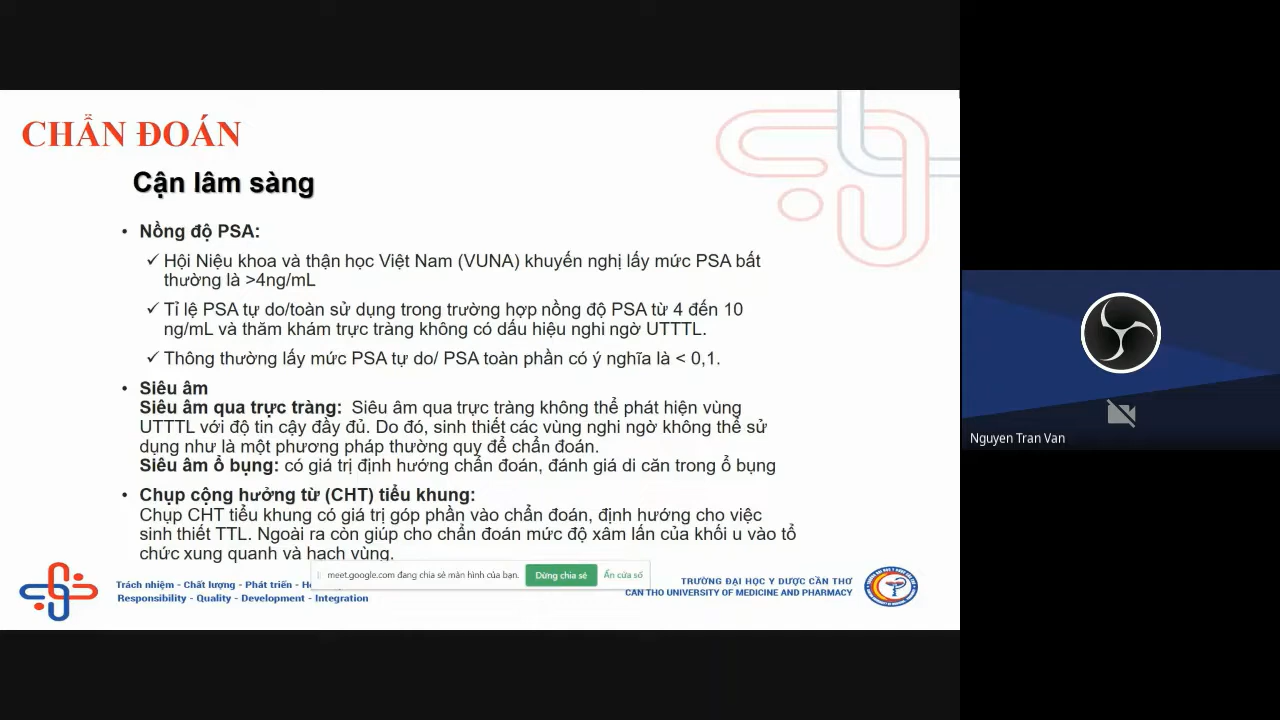 CHẨN ĐOÁN
Cận lâm sàng
• Nồng độ PSA:
✓ Hội Niệu khoa và thận học Việt Nam (VUNA) khuyến nghị lấy mức PSA bất
thường là >4ng/mL
✓ Tỉ lệ PSA tự do/toàn sử dụng trong trường hợp nồng độ PSA từ 4 đến 10
ng/mL và thăm khám trực tràng không có dấu hiệu nghi ngờ UTTTL.
✓ Thông thường lấy mức PSA tự do/ PSA toàn phần có ý nghĩa là < 0,1.
• Siêu âm
Siêu âm qua trực tràng: Siêu âm qua trực tràng không thể phát hiện vùng
UTTTL với độ tin cậy đầy đủ. Do đó, sinh thiết các vùng nghi ngờ không thể sử
dụng như là một phương pháp thường quy để chẩn đoán.
Siêu âm ổ bụng: có giá trị định hướng chẩn đoán, đánh giá di căn trong ổ bụng
• Chụp cộng hưởng từ (CHT) tiểu khung:
Chụp CHT tiểu khung có giá trị góp phần vào chẩn đoán, định hướng cho việc
sinh thiết TTL. Ngoài ra còn giúp cho chẩn đoán mức độ xâm lấn của khối u vào tổ
chức xung quanh và hạch vùng.
meet.google.com đang chia sẻ màn hình của bạn. Dừng chia sẻ Ẩn cửa sổ
Trách nhiệm - Chất lượng - Phát triển -
Responsibility - Quality - Development - Integration
TRƯỜNG ĐẠI HỌC Y DƯỢC CẦN THƠ
CAN THO UNIVERSITY OF MEDICINE AND PHARMACY
Nguyen Tran Van